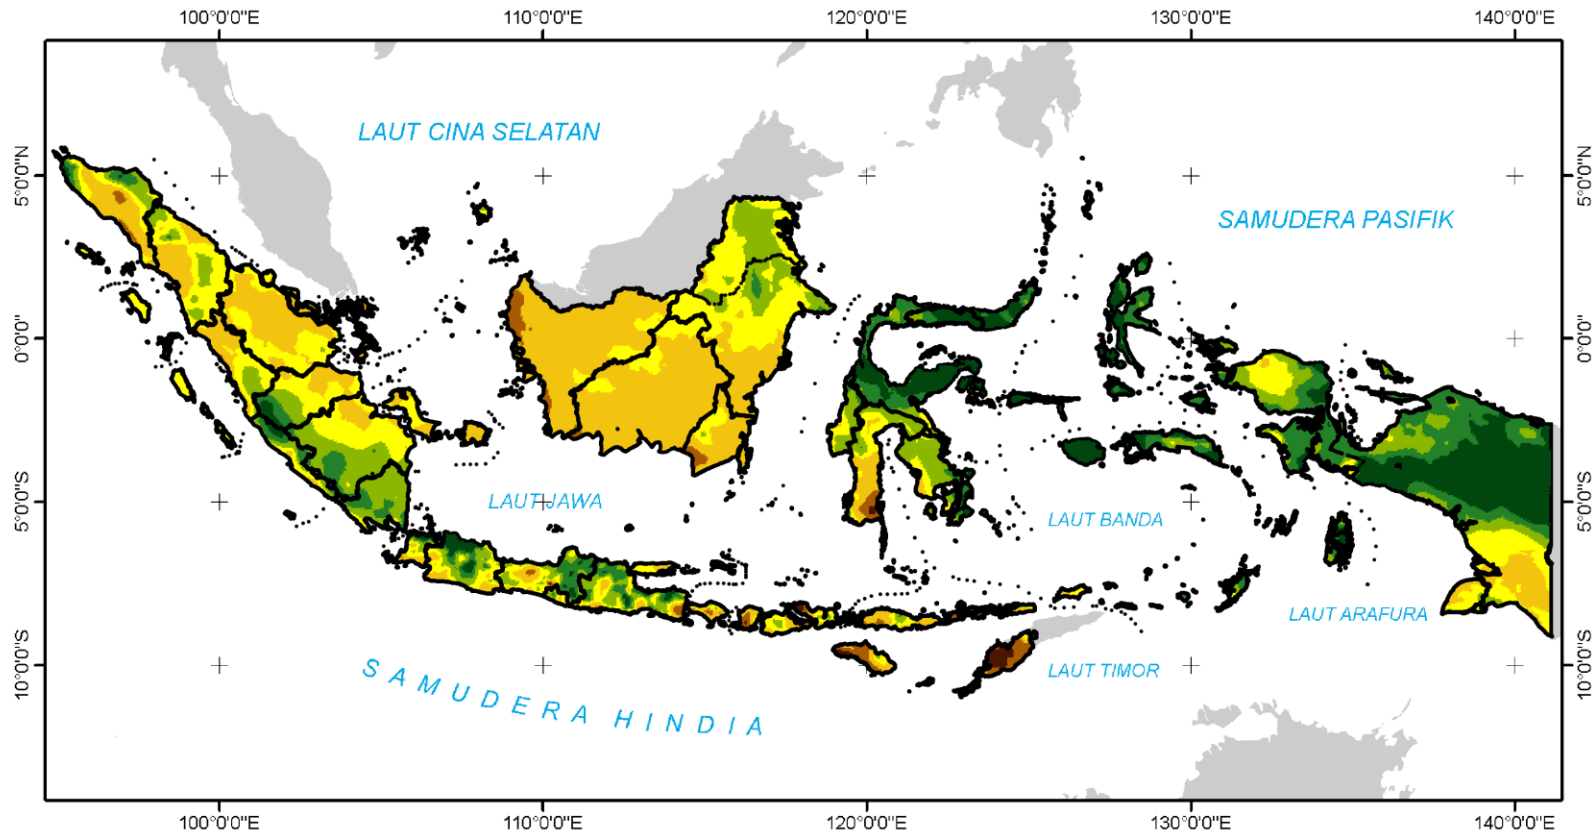 100°0'0"E 110°0'0"E 120°0'0"E 130°0'0"E 140°0'0"E
LAUT CINA SELATAN
5°0'0"N 5°0'0"N
SAMUDERA PASIFIK
0°0'0" 0°0'0"
5°0'0"S LAUT JAWA 5°0'0"S
LAUT BANDA
LAUT ARAFURA
10°0'0"S LAUT TIMOR 10°0'0"S
SAMUDERA HINDIA
100°0'0"E 110°0'0"E 120°0'0"E 130°0'0"E 140°0'0"E